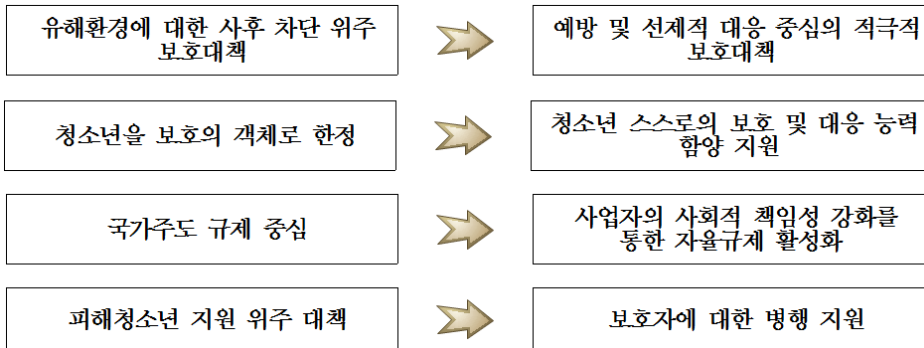 유해환경에 대한 사후 차단 위주
보호대책
예방 및 선제적 대응 중심의 적극적
보호대책
청소년을 보호의 객체로 한정
청소년 스스로의 보호 및 대응 능력
함양 지원
국가주도 규제 중심
사업자의 사회적 책임성 강화를
통한 자율규제 활성화
피해청소년 지원 위주 대책
보호자에 대한 병행 지원